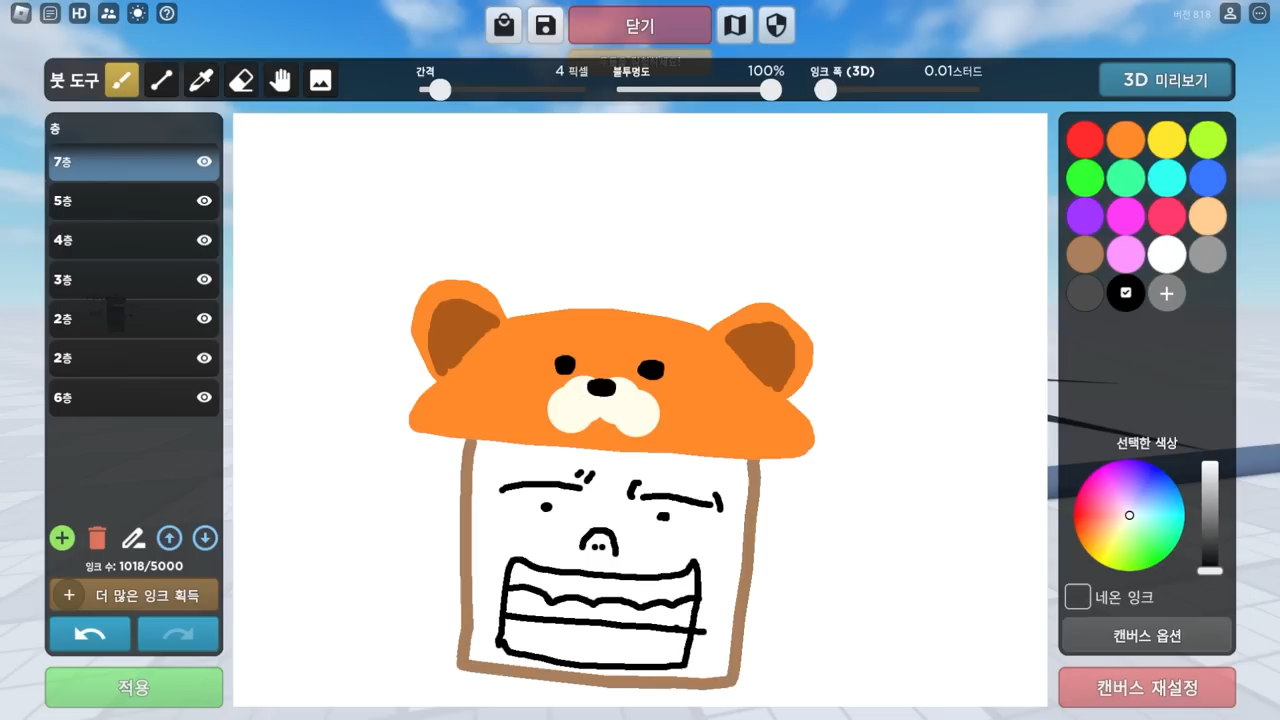 HD
버전 818
닫기
붓 도구
간격
4 픽셀
불투명도
100%
잉크 폭 (3D)
0.01스터드
3D 미리보기
층
7층
5층
4층
3층
2층
2층
6층
잉크 수: 1018/5000
+ 더 많은 잉크 획득
적용
선택한 색상
네온 잉크
캔버스 옵션
캔버스 재설정